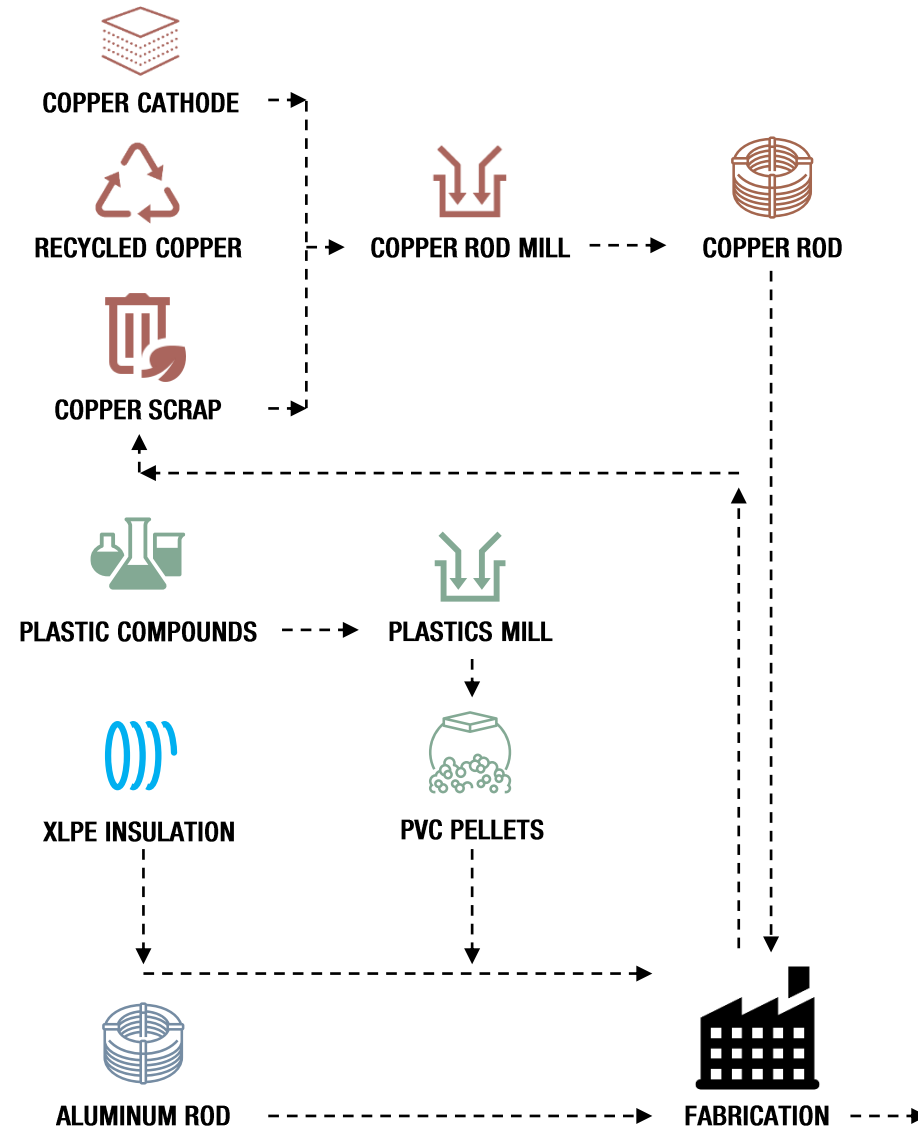 COPPER CATHODE
RECYCLED COPPER
COPPER ROD MILL
COPPER ROD
COPPER SCRAP
PLASTIC COMPOUNDS
PLASTICS MILL
XLPE INSULATION
PVC PELLETS
ALUMINUM ROD
FABRICATION